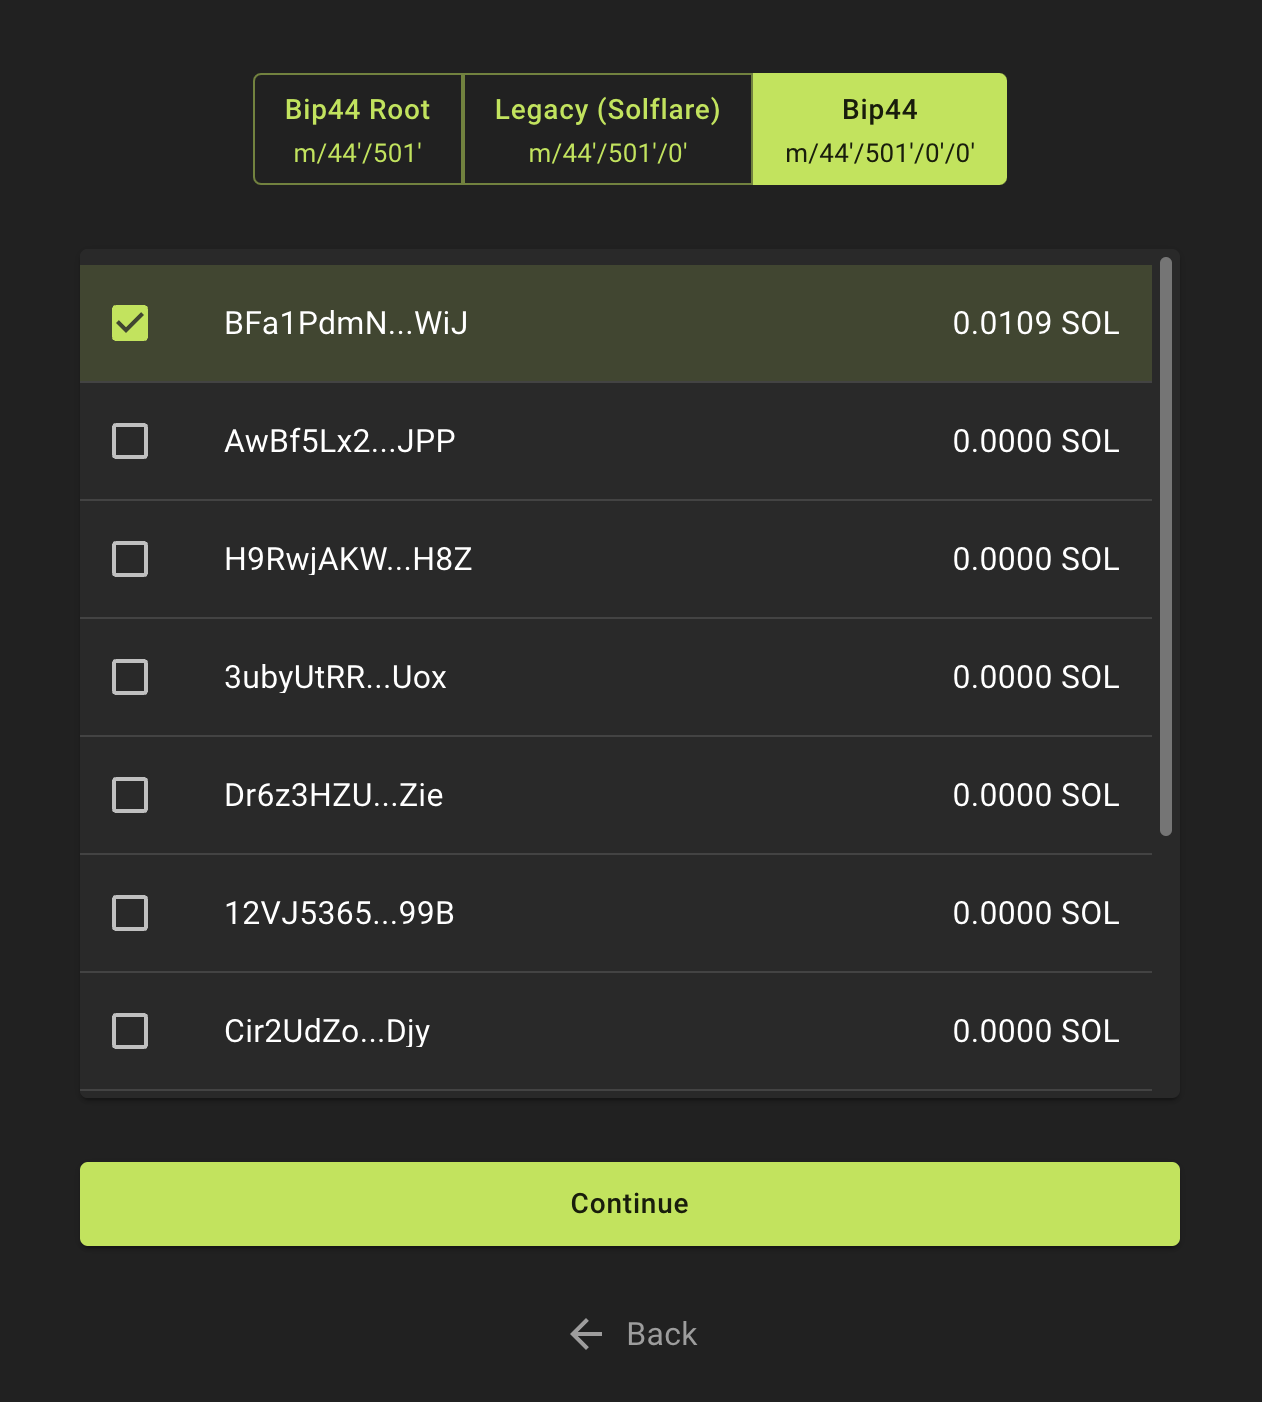 Bip44 Root
m/44'/501'
Legacy (Solflare)
m/44'/501'/0'
Bip44
m/44'/501'/0'/0'
BFa1PdmN...WiJ 0.0109 SOL
AwBf5Lx2...JPP 0.0000 SOL
H9RwjAKW...H8Z 0.0000 SOL
3ubyUtRR...Uox 0.0000 SOL
Dr6z3HZU...Zie 0.0000 SOL
12VJ5365...99B 0.0000 SOL
Cir2UdZo...Djy 0.0000 SOL
Continue
Back